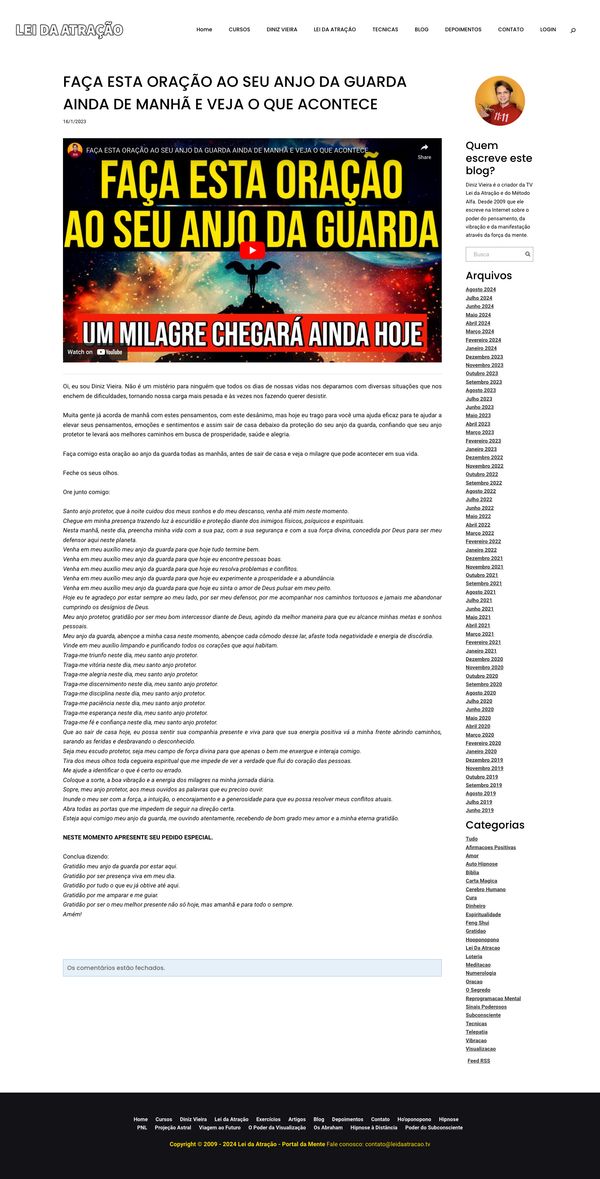 LEI DA ATRAÇÃO
Home CURSOS DINIZ VIEIRA LEI DA ATRAÇÃO TECNICAS BLOG DEPOIMENTOS CONTATO LOGIN
FAÇA ESTA ORAÇÃO AO SEU ANJO DA GUARDA
AINDA DE MANHÃ E VEJA O QUE ACONTECE
16/1/2023
FAÇA ESTA ORAÇÃO AO SEU ANJO DA GUARDA AINDA DE MANHÃ E VEJA O QUE ACONTECE
Share
FAÇA ESTA ORAÇÃO
AO SEU ANJO DA GUARDA
UM MILAGRE CHEGARÁ AINDA HOJE
Watch on YouTube
Oi, eu sou Diniz Vieira. Não é um mistério para ninguém que todos os dias de nossas vidas nos deparamos com diversas situações que nos
enchem de dificuldades, tornando nossa carga mais pesada e às vezes nos fazendo querer desistir.
Muita gente já acorda de manhã com estes pensamentos, com este desânimo, mas hoje eu trago para você uma ajuda eficaz para te ajudar a
elevar seus pensamentos, emoções e sentimentos e assim sair de casa debaixo da proteção do seu anjo da guarda, confiando que seu anjo
protetor te levará aos melhores caminhos em busca de prosperidade, saúde e alegria.
Faça comigo esta oração ao anjo da guarda todas as manhãs, antes de sair de casa e veja o milagre que pode acontecer em sua vida.
Feche os seus olhos.
Ore junto comigo:
Santo anjo protetor, que à noite cuidou dos meus sonhos e do meu descanso, venha até mim neste momento.
Chegue em minha presença trazendo luz à escuridão e proteção diante dos inimigos físicos, psíquicos e espirituais.
Nesta manhã, neste dia, preencha minha vida com a sua paz, com a sua segurança e com a sua força divina, concedida por Deus para ser meu
defensor aqui neste planeta.
Venha em meu auxílio meu anjo da guarda para que hoje tudo termine bem.
Venha em meu auxílio meu anjo da guarda para que hoje eu encontre pessoas boas.
Venha em meu auxílio meu anjo da guarda para que hoje eu resolva problemas e conflitos.
Venha em meu auxílio meu anjo da guarda para que hoje eu experimente a prosperidade e a abundância.
Venha em meu auxílio meu anjo da guarda para que hoje eu sinta o amor de Deus pulsar em meu peito.
Hoje eu te agradeço por estar sempre ao meu lado, por ser meu defensor, por me acompanhar nos caminhos tortuosos e jamais me abandonar
cumprindo os desígnios de Deus.
Meu anjo protetor, gratidão por ser meu bom intercessor diante de Deus, agindo da melhor maneira para que eu alcance minhas metas e sonhos
pessoais.
Meu anjo da guarda, abençoe a minha casa neste momento, abençoe cada cômodo desse lar, afaste toda negatividade e energia de discórdia.
Vinde em meu auxílio limpando e purificando todos os corações que aqui habitam.
Traga-me triunfo neste dia, meu santo anjo protetor.
Traga-me vitória neste dia, meu santo anjo protetor.
Traga-me alegria neste dia, meu santo anjo protetor.
Traga-me discernimento neste dia, meu santo anjo protetor.
Traga-me disciplina neste dia, meu santo anjo protetor.
Traga-me paciência neste dia, meu santo anjo protetor.
Traga-me esperança neste dia, meu santo anjo protetor.
Traga-me fé e confiança neste dia, meu santo anjo protetor.
Que ao sair de casa hoje, eu possa sentir sua companhia presente e viva para que sua energia positiva vá a minha frente abrindo caminhos,
sarando as feridas e desbravando o desconhecido.
Seja meu escudo protetor, seja meu campo de força divina para que apenas o bem me enxergue e interaja comigo.
Tira dos meus olhos toda cegueira espiritual que me impede de ver a verdade que flui do coração das pessoas.
Me ajude a identificar o que é certo ou errado.
Coloque a sorte, a boa vibração e a energia dos milagres na minha jornada diária.
Sopre, meu anjo protetor, aos meus ouvidos as palavras que eu preciso ouvir.
Inunde o meu ser com a força, a intuição, o encorajamento e a generosidade para que eu possa resolver meus conflitos atuais.
Abra todas as portas que me impedem de seguir na direção certa.
Esteja aqui comigo meu anjo da guarda, me ouvindo atentamente, recebendo de bom grado meu amor e a minha eterna gratidão.
NESTE MOMENTO APRESENTE SEU PEDIDO ESPECIAL.
Conclua dizendo:
Gratidão meu anjo da guarda por estar aqui.
Gratidão por ser presença viva em meu dia.
Gratidão por tudo o que eu já obtive até aqui.
Gratidão por me amparar e me guiar.
Gratidão por ser o meu melhor presente não só hoje, mas amanhã e para todo o sempre.
Amém!
Os comentários estão fechados.
11:11
Quem
escreve este
blog?
Diniz Vieira é o criador da TV
Lei da Atração e do Método
Alfa. Desde 2009 que ele
escreve na Internet sobre o
poder do pensamento, da
vibração e da manifestação
através da força da mente.
Busca
Arquivos
Agosto 2024
Julho 2024
Junho 2024
Maio 2024
Abril 2024
Março 2024
Fevereiro 2024
Janeiro 2024
Dezembro 2023
Novembro 2023
Outubro 2023
Setembro 2023
Agosto 2023
Julho 2023
Junho 2023
Maio 2023
Abril 2023
Março 2023
Fevereiro 2023
Janeiro 2023
Dezembro 2022
Novembro 2022
Outubro 2022
Setembro 2022
Agosto 2022
Julho 2022
Junho 2022
Maio 2022
Abril 2022
Março 2022
Fevereiro 2022
Janeiro 2022
Dezembro 2021
Novembro 2021
Outubro 2021
Setembro 2021
Agosto 2021
Julho 2021
Junho 2021
Maio 2021
Abril 2021
Março 2021
Fevereiro 2021
Janeiro 2021
Dezembro 2020
Novembro 2020
Outubro 2020
Setembro 2020
Agosto 2020
Julho 2020
Junho 2020
Maio 2020
Abril 2020
Março 2020
Fevereiro 2020
Janeiro 2020
Dezembro 2019
Novembro 2019
Outubro 2019
Setembro 2019
Agosto 2019
Julho 2019
Junho 2019
Categorias
Tudo
Afirmacoes Positivas
Amor
Auto Hipnose
Biblia
Carta Magica
Cerebro Humano
Cura
Dinheiro
Espiritualidade
Feng Shui
Gratidao
Hooponopono
Lei Da Atracao
Loteria
Meditacao
Numerologia
Oracao
O Segredo
Reprogramacao Mental
Sinais Poderosos
Subconsciente
Tecnicas
Telepatia
Vibracao
Visualizacao
Feed RSS
Home Cursos Diniz Vieira Lei da Atração Exercícios Artigos Blog Depoimentos Contato Ho'oponopono Hipnose
PNL Projeção Astral Viagem ao Futuro O Poder da Visualização Os Abraham Hipnose à Distância Poder do Subconsciente
Copyright © 2009 - 2024 Lei da Atração - Portal da Mente Fale conosco: contato@leidaatracao.tv